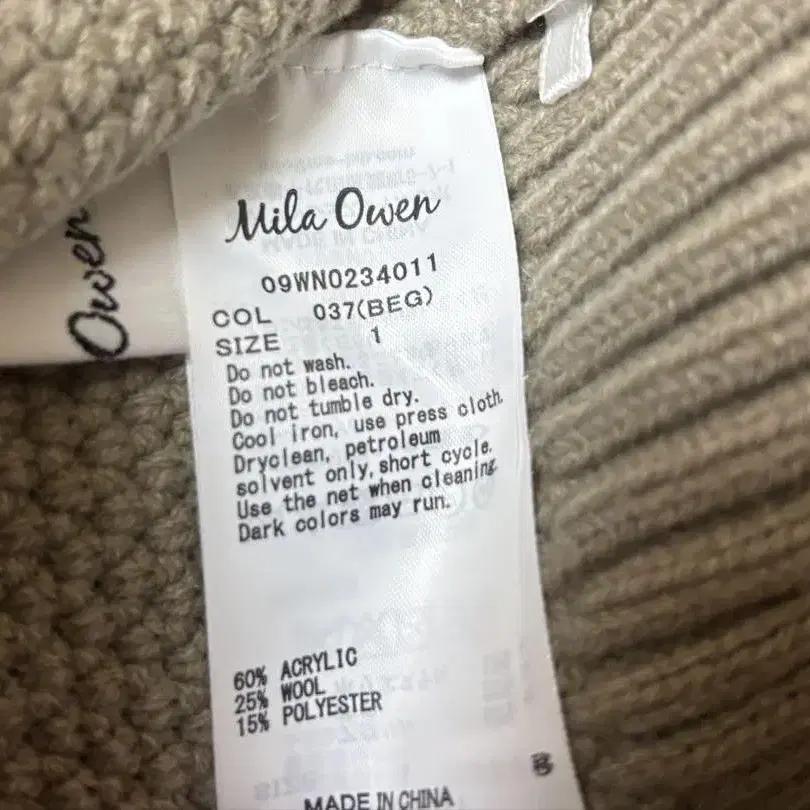 Mila Owen
09WN0234011
COL 037(BEG)
SIZE 1
Do not wash.
Do not bleach.
Do not tumble dry.
Cool iron, use press cloth.
Dryclean, petroleum
solvent only, short cycle.
Use the net when cleaning.
Dark colors may run.
60% ACRYLIC
25% WOOL
15% POLYESTER
MADE IN CHINA
Owen